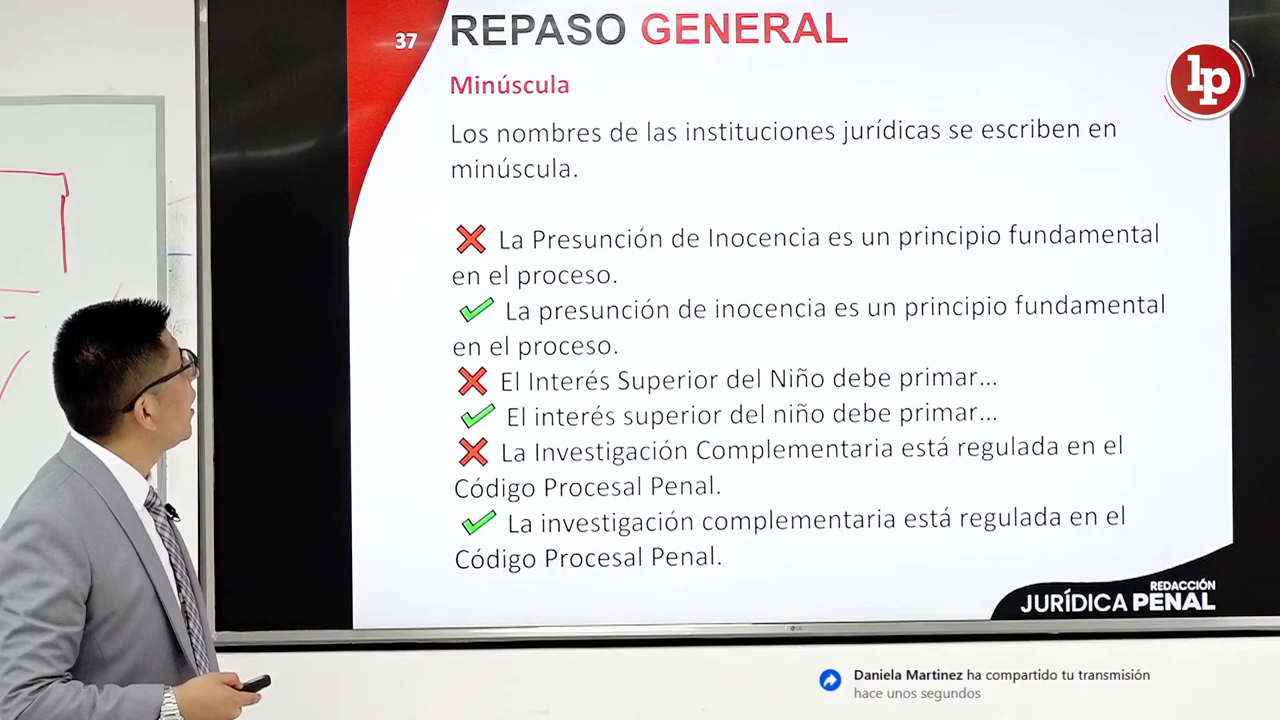 37
REPASO GENERAL
lp
Minúscula
Los nombres de las instituciones jurídicas se escriben en
minúscula.
La Presunción de Inocencia es un principio fundamental
en el proceso.
La presunción de inocencia es un principio fundamental
en el proceso.
El Interés Superior del Niño debe primar...
El interés superior del niño debe primar...
La Investigación Complementaria está regulada en el
Código Procesal Penal.
La investigación complementaria está regulada en el
Código Procesal Penal.
REDACCIÓN
JURÍDICA PENAL
LG
Daniela Martinez ha compartido tu transmisión
hace unos segundos